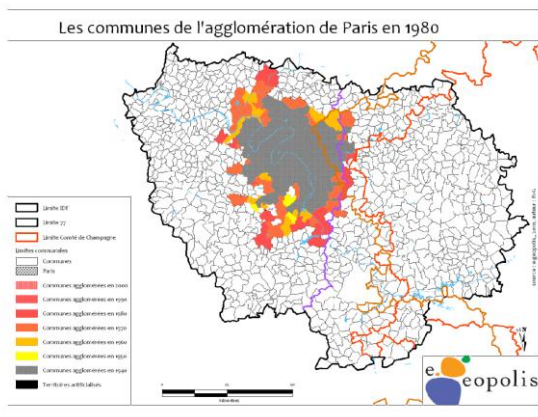 Les communes de l'agglomération de Paris en 1980
Limite IDF
Limite 77
Limite Comté de Champagne
Limites communales
Communes
Paris
Communes agglomérées en 2000
Communes agglomérées en 1990
Communes agglomérées en 1980
Communes agglomérées en 1970
Communes agglomérées en 1960
Communes agglomérées en 1950
Communes agglomérées en 1940
Territoires artificialisés
kilomètres
e.
eopolis